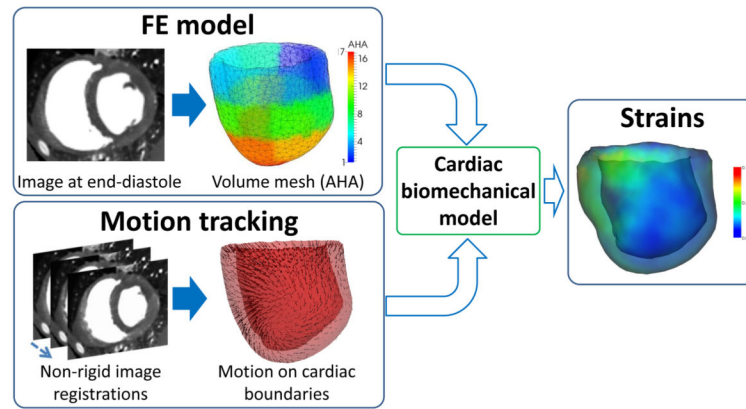 FE model
AHA
17
16
12
8
4
1
Image at end-diastole
Volume mesh (AHA)
Motion tracking
Non-rigid image
registrations
Motion on cardiac
boundaries
Cardiac
biomechanical
model
Strains